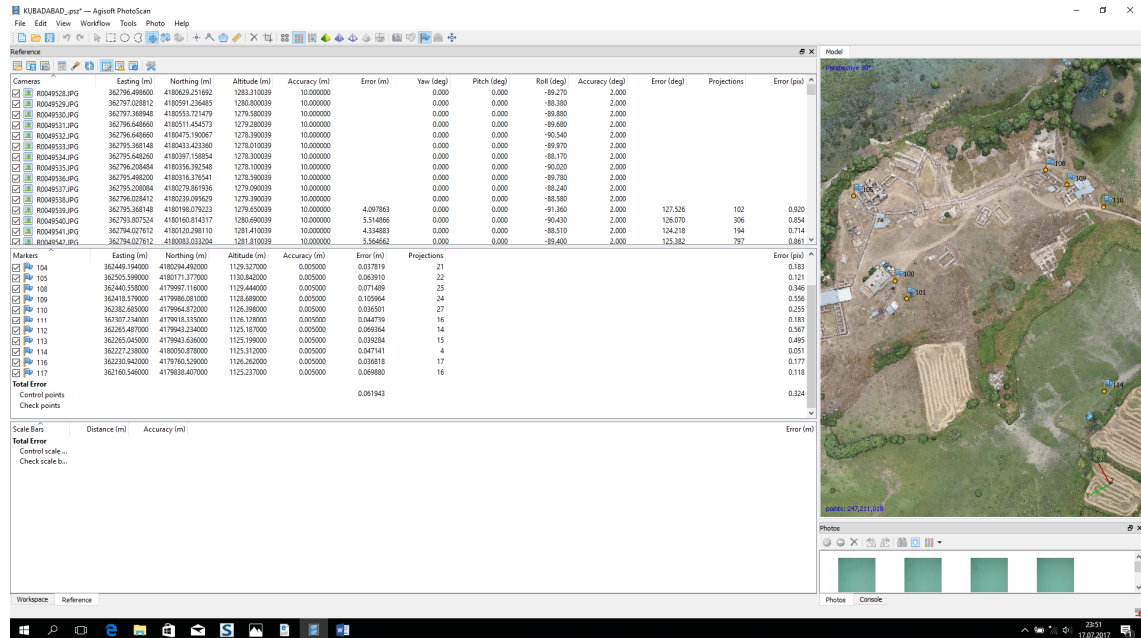 KUBADABAD_.psz* — Agisoft PhotoScan
File Edit View Workflow Tools Photo Help
Reference
Cameras Easting (m) Northing (m) Altitude (m) Accuracy (m) Error (m) Yaw (deg) Pitch (deg) Roll (deg) Accuracy (deg) Error (deg) Projections Error (pix)
R0049528.JPG 362796.498600 4180629.251692 1283.310039 10.000000 0.000 0.000 -89.270 2.000
R0049529.JPG 362797.028812 4180591.236485 1280.800039 10.000000 0.000 0.000 -88.380 2.000
R0049530.JPG 362797.368948 4180553.721479 1279.580039 10.000000 0.000 0.000 -89.880 2.000
R0049531.JPG 362796.648660 4180511.454573 1279.280039 10.000000 0.000 0.000 -89.680 2.000
R0049532.JPG 362796.648660 4180475.190067 1278.390039 10.000000 0.000 0.000 -90.540 2.000
R0049533.JPG 362795.368148 4180433.423360 1278.010039 10.000000 0.000 0.000 -89.970 2.000
R0049534.JPG 362795.648260 4180397.158854 1278.300039 10.000000 0.000 0.000 -88.170 2.000
R0049535.JPG 362796.208484 4180356.392548 1278.100039 10.000000 0.000 0.000 -90.020 2.000
R0049536.JPG 362795.498200 4180316.376541 1278.590039 10.000000 0.000 0.000 -89.780 2.000
R0049537.JPG 362795.208084 4180279.861936 1279.090039 10.000000 0.000 0.000 -88.240 2.000
R0049538.JPG 362796.028412 4180239.095629 1279.390039 10.000000 0.000 0.000 -88.580 2.000
R0049539.JPG 362795.368148 4180198.079223 1279.650039 10.000000 4.097863 0.000 0.000 -91.360 2.000 127.526 102 0.920
R0049540.JPG 362793.807524 4180160.814317 1280.690039 10.000000 5.514866 0.000 0.000 -90.430 2.000 126.070 306 0.854
R0049541.JPG 362794.027612 4180120.298110 1281.410039 10.000000 4.334883 0.000 0.000 -88.510 2.000 124.218 194 0.714
R0049542.JPG 362794.027612 4180083.033204 1281.810039 10.000000 5.564662 0.000 0.000 -89.400 2.000 125.382 797 0.861
Markers Easting (m) Northing (m) Altitude (m) Accuracy (m) Error (m) Projections Error (pix)
104 362449.194000 4180294.492000 1129.327000 0.005000 0.037819 21 0.183
105 362505.599000 4180171.377000 1130.842000 0.005000 0.063910 22 0.121
108 362440.558000 4179997.116000 1129.444000 0.005000 0.071489 25 0.346
109 362418.579000 4179986.081000 1128.689000 0.005000 0.105964 24 0.556
110 362382.685000 4179964.872000 1126.398000 0.005000 0.036501 27 0.255
111 362307.234000 4179918.335000 1126.128000 0.005000 0.044739 16 0.183
112 362265.487000 4179943.234000 1125.187000 0.005000 0.069364 14 0.567
113 362265.045000 4179943.636000 1125.199000 0.005000 0.039284 15 0.495
114 362227.238000 4180050.878000 1125.312000 0.005000 0.047141 4 0.051
116 362230.942000 4179760.529000 1126.262000 0.005000 0.036818 17 0.177
117 362160.546000 4179838.407000 1125.237000 0.005000 0.069880 16 0.118
Total Error
Control points 0.061943 0.324
Check points
Scale Bars Distance (m) Accuracy (m) Error (m)
Total Error
Control scale ...
Check scale b...
Workspace Reference
Model
Perspective 30°
108
109
105
110
100
101
114
points: 247,211,018
Photos
Photos Console
23:51
17.07.2017